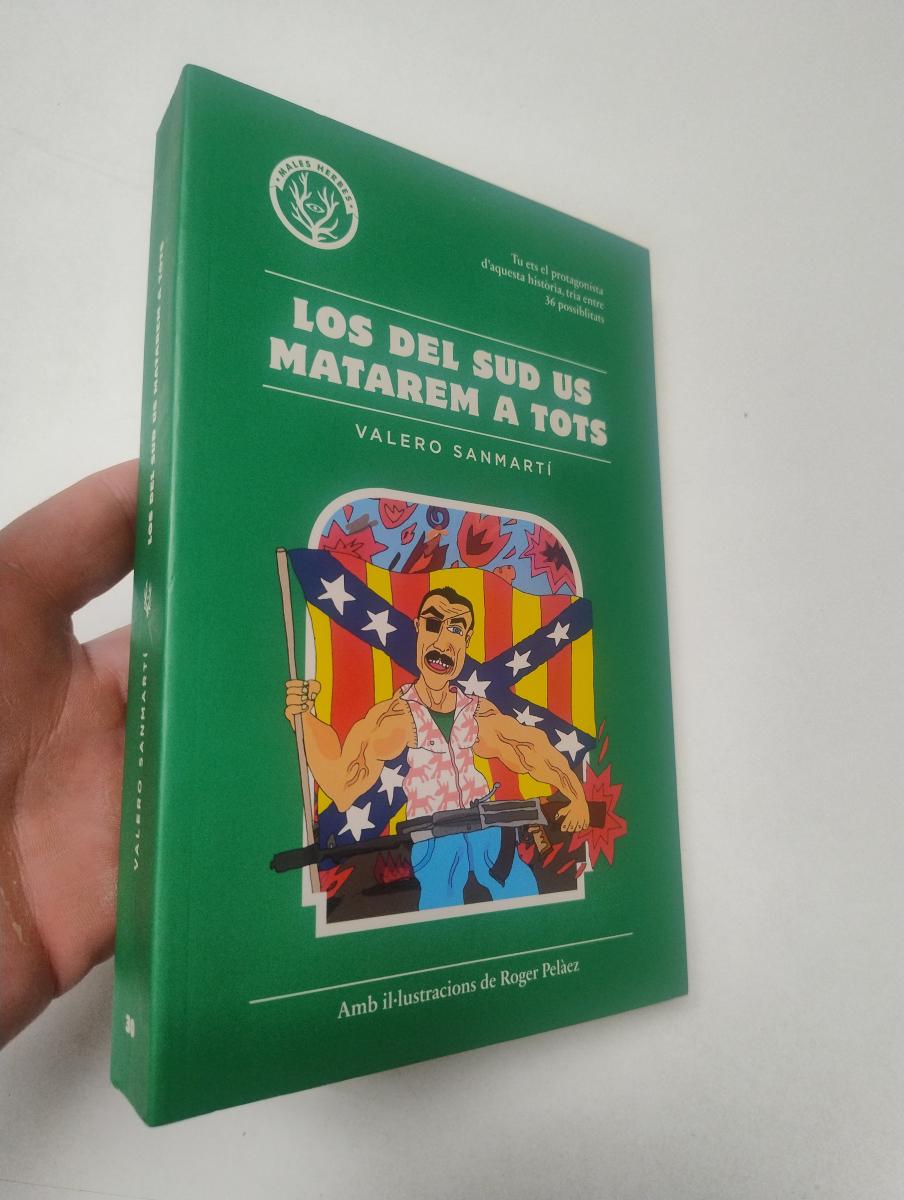 MALES HERBES
Tu ets el protagonista
d'aquesta història, tria entre
36 possiblitats
LOS DEL SUD US
MATAREM A TOTS
VALERO SANMARTÍ
Amb il·lustracions de Roger Pelàez
LOS DEL SUD US MATAREM A TOTS
VALERO SANMARTÍ
30